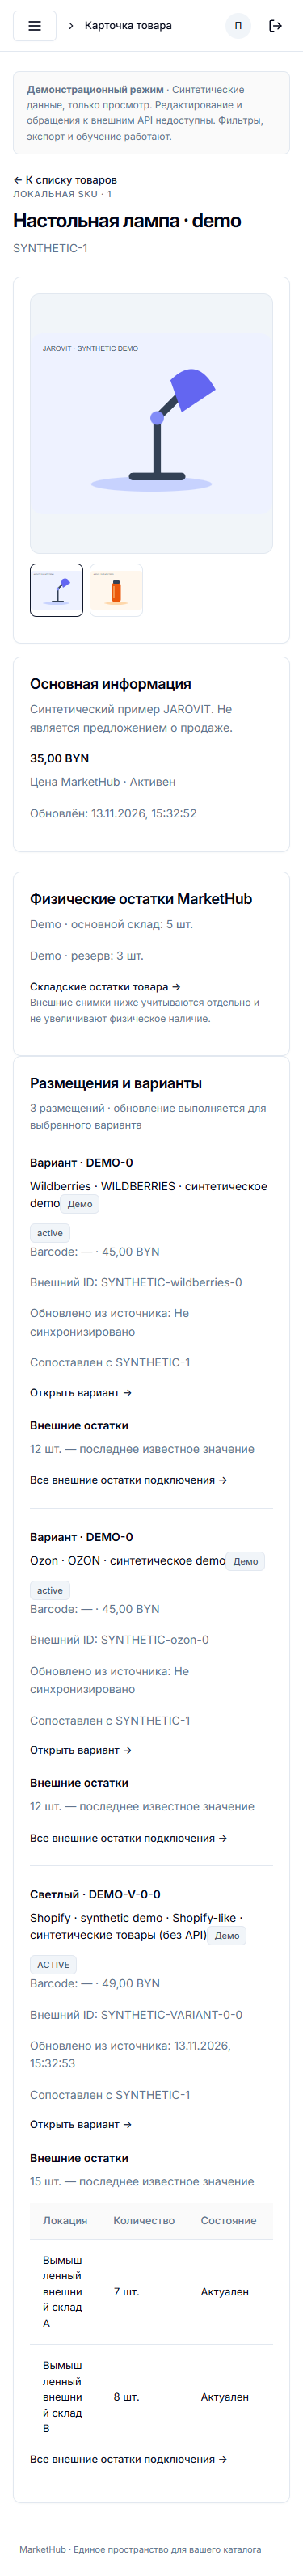 Карточка товара
П
Демонстрационный режим · Синтетические
данные, только просмотр. Редактирование и
обращения к внешним API недоступны. Фильтры,
экспорт и обучение работают.
← К списку товаров
ЛОКАЛЬНАЯ SKU · 1
Настольная лампа · demo
SYNTHETIC-1
JAROVIT · SYNTHETIC DEMO
Основная информация
Синтетический пример JAROVIT. Не
является предложением о продаже.
35,00 BYN
Цена MarketHub · Активен
Обновлён: 13.11.2026, 15:32:52
Физические остатки MarketHub
Demo · основной склад: 5 шт.
Demo · резерв: 3 шт.
Складские остатки товара →
Внешние снимки ниже учитываются отдельно и
не увеличивают физическое наличие.
Размещения и варианты
3 размещений · обновление выполняется для
выбранного варианта
Вариант · DEMO-0
Wildberries · WILDBERRIES · синтетическое
demo Демо
active
Barcode: — · 45,00 BYN
Внешний ID: SYNTHETIC-wildberries-0
Обновлено из источника: Не
синхронизировано
Сопоставлен с SYNTHETIC-1
Открыть вариант →
Внешние остатки
12 шт. — последнее известное значение
Все внешние остатки подключения →
Вариант · DEMO-0
Ozon · OZON · синтетическое demo Демо
active
Barcode: — · 45,00 BYN
Внешний ID: SYNTHETIC-ozon-0
Обновлено из источника: Не
синхронизировано
Сопоставлен с SYNTHETIC-1
Открыть вариант →
Внешние остатки
12 шт. — последнее известное значение
Все внешние остатки подключения →
Светлый · DEMO-V-0-0
Shopify · synthetic demo · Shopify-like ·
синтетические товары (без API) Демо
ACTIVE
Barcode: — · 49,00 BYN
Внешний ID: SYNTHETIC-VARIANT-0-0
Обновлено из источника: 13.11.2026,
15:32:53
Сопоставлен с SYNTHETIC-1
Открыть вариант →
Внешние остатки
15 шт. — последнее известное значение
Локация Количество Состояние
Вымыш
ленный
внешни
й склад
A
7 шт. Актуален
Вымыш
ленный
внешни
й склад
B
8 шт. Актуален
Все внешние остатки подключения →
MarketHub · Единое пространство для вашего каталога